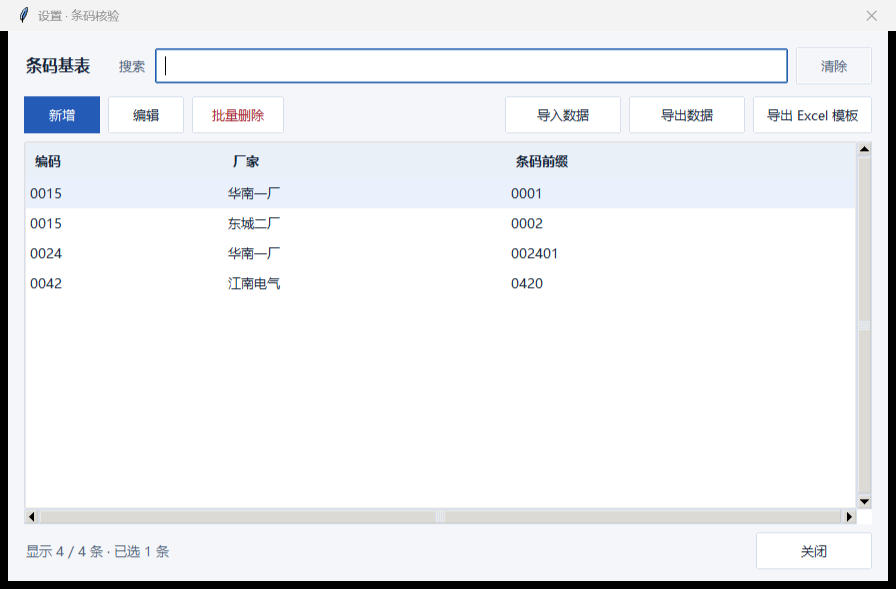 设置 · 条码核验
条码基表 搜索 清除
新增 编辑 批量删除 导入数据 导出数据 导出 Excel 模板
编码 厂家 条码前缀
0015 华南一厂 0001
0015 东城二厂 0002
0024 华南一厂 002401
0042 江南电气 0420
显示 4 / 4 条 · 已选 1 条 关闭